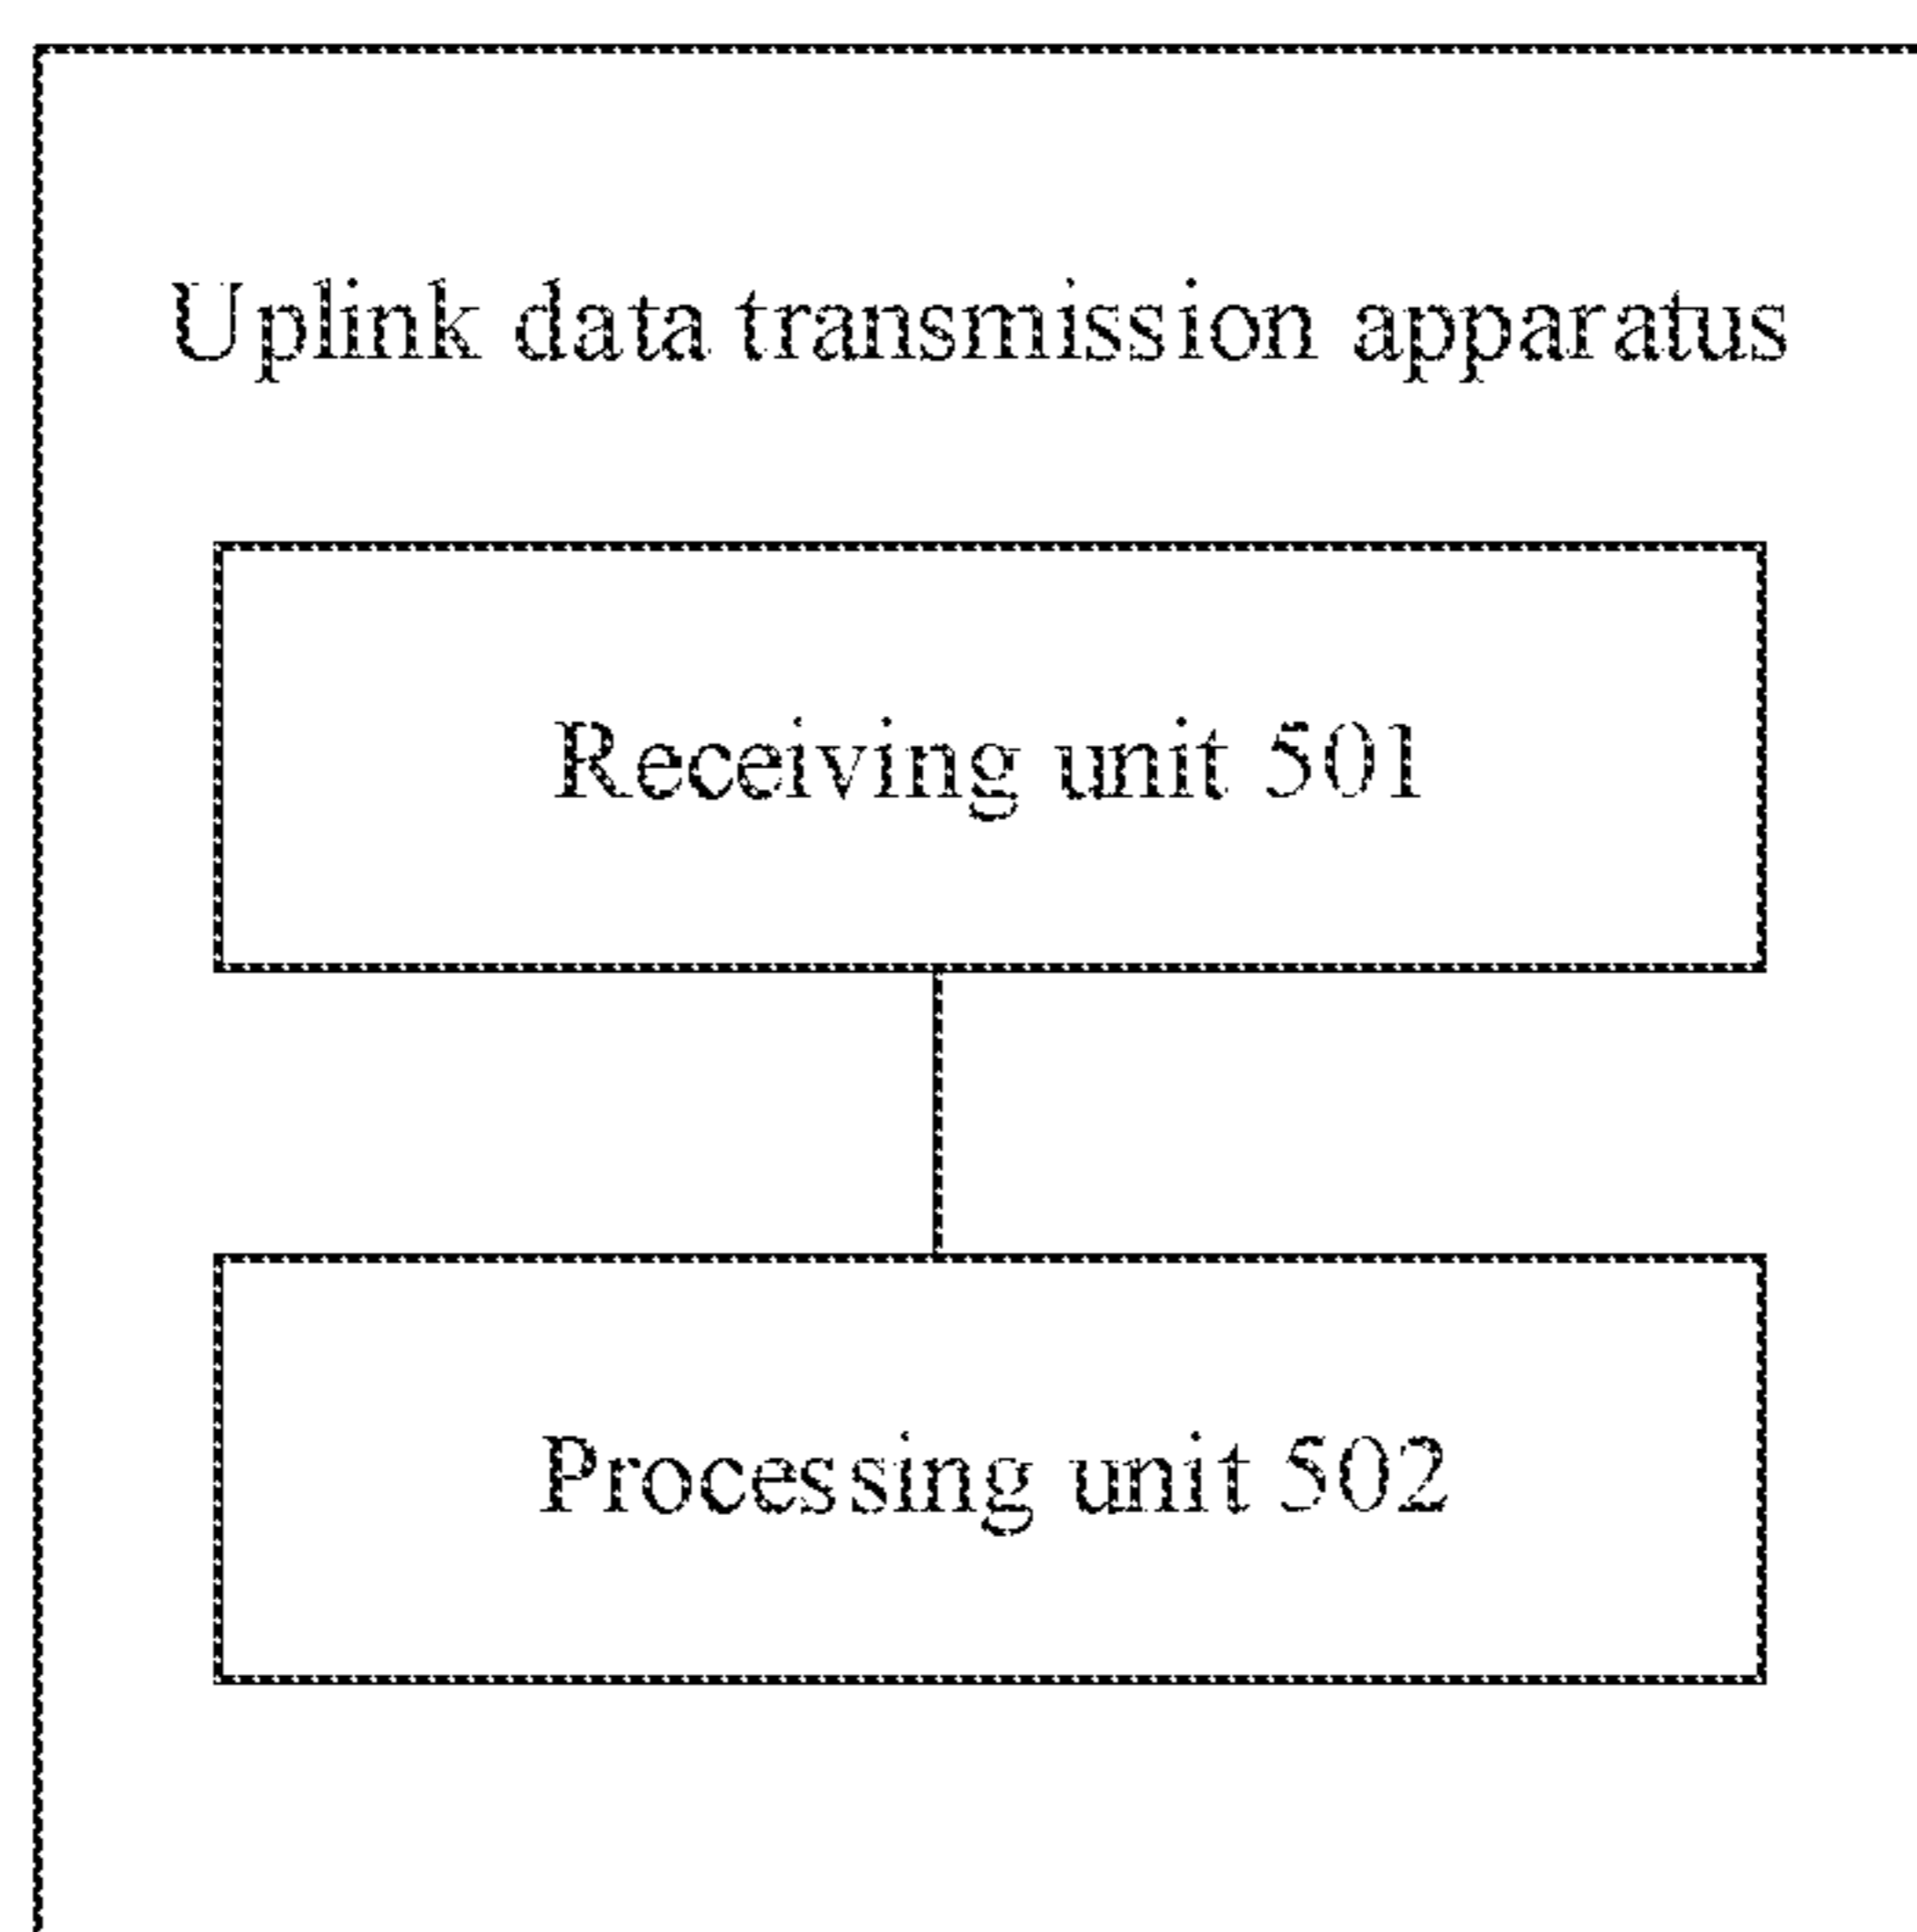 Uplink data transmission apparatus
Receiving unit 501
Processing unit 502